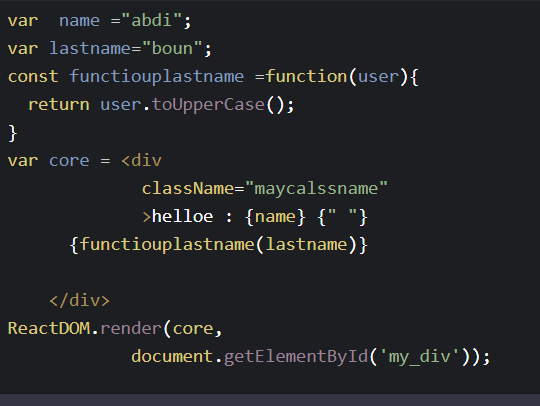 var  name ="abdi";
var lastname="boun";
const functiouplastname =function(user){
  return user.toUpperCase();
}
var core = <div
             className="maycalssname"
             >helloe : {name} {" "}
      {functiouplastname(lastname)}
    </div>
ReactDOM.render(core,
            document.getElementById('my_div'));